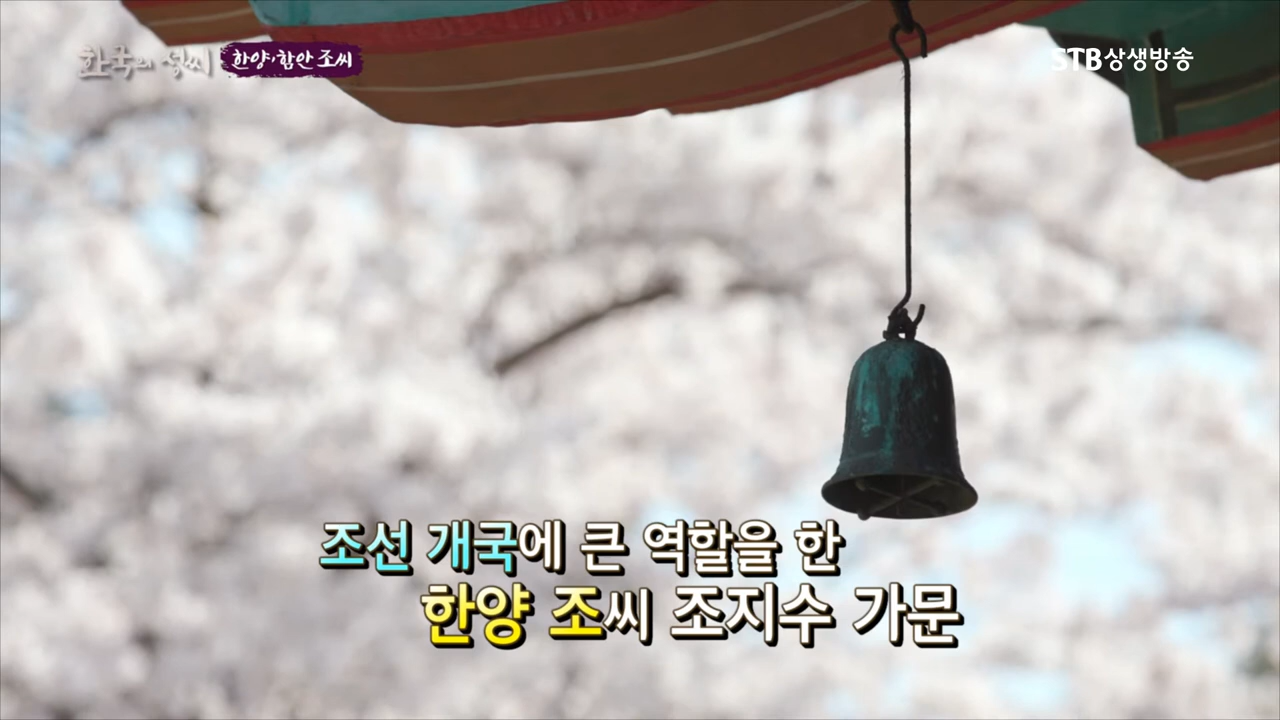 한국의 성씨 한양·함안 조씨
STB상생방송
조선 개국에 큰 역할을 한
한양 조씨 조지수 가문